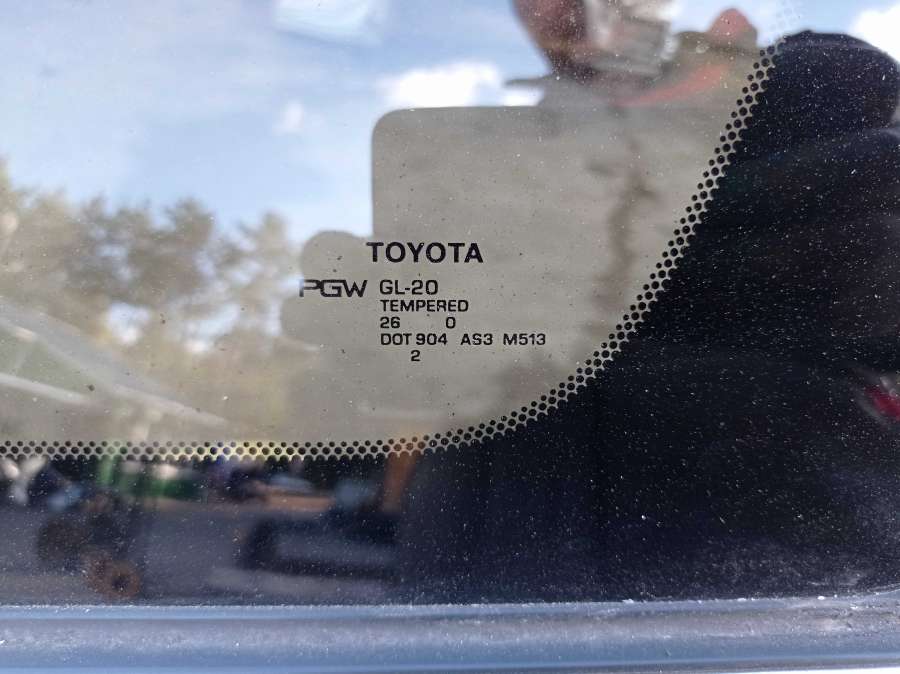 TOYOTA
PGW GL-20
TEMPERED
26 0
DOT 904 AS3 M513
2